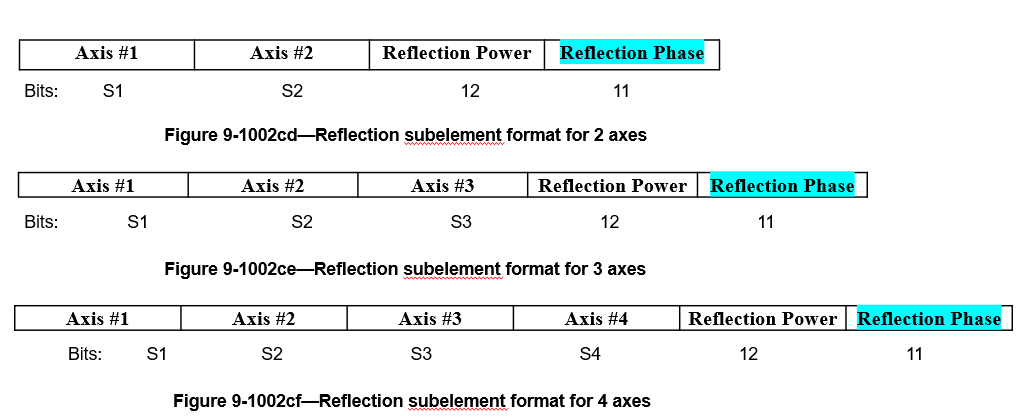 Axis #1 Axis #2 Reflection Power Reflection Phase
Bits: S1 S2 12 11
Figure 9-1002cd—Reflection subelement format for 2 axes
Axis #1 Axis #2 Axis #3 Reflection Power Reflection Phase
Bits: S1 S2 S3 12 11
Figure 9-1002ce—Reflection subelement format for 3 axes
Axis #1 Axis #2 Axis #3 Axis #4 Reflection Power Reflection Phase
Bits: S1 S2 S3 S4 12 11
Figure 9-1002cf—Reflection subelement format for 4 axes